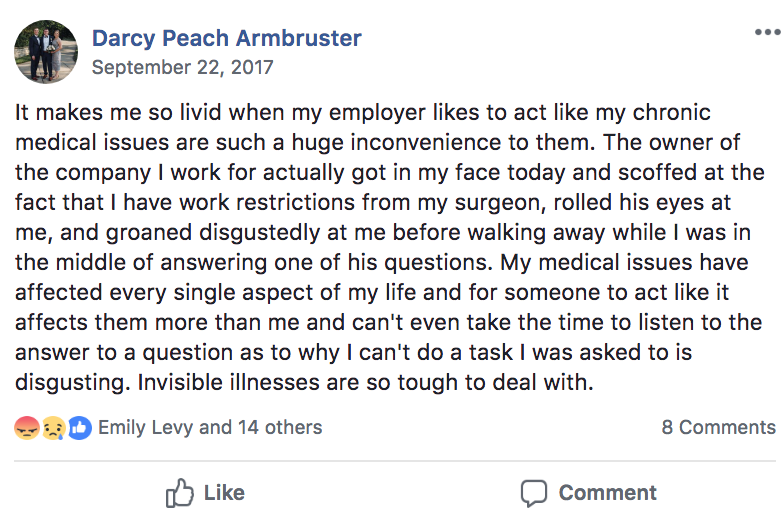 Darcy Peach Armbruster
September 22, 2017
It makes me so livid when my employer likes to act like my chronic
medical issues are such a huge inconvenience to them. The owner of
the company I work for actually got in my face today and scoffed at the
fact that I have work restrictions from my surgeon, rolled his eyes at
me, and groaned disgustedly at me before walking away while I was in
the middle of answering one of his questions. My medical issues have
affected every single aspect of my life and for someone to act like it
affects them more than me and can't even take the time to listen to the
answer to a question as to why I can't do a task I was asked to is
disgusting. Invisible illnesses are so tough to deal with.
Emily Levy and 14 others 8 Comments
Like Comment